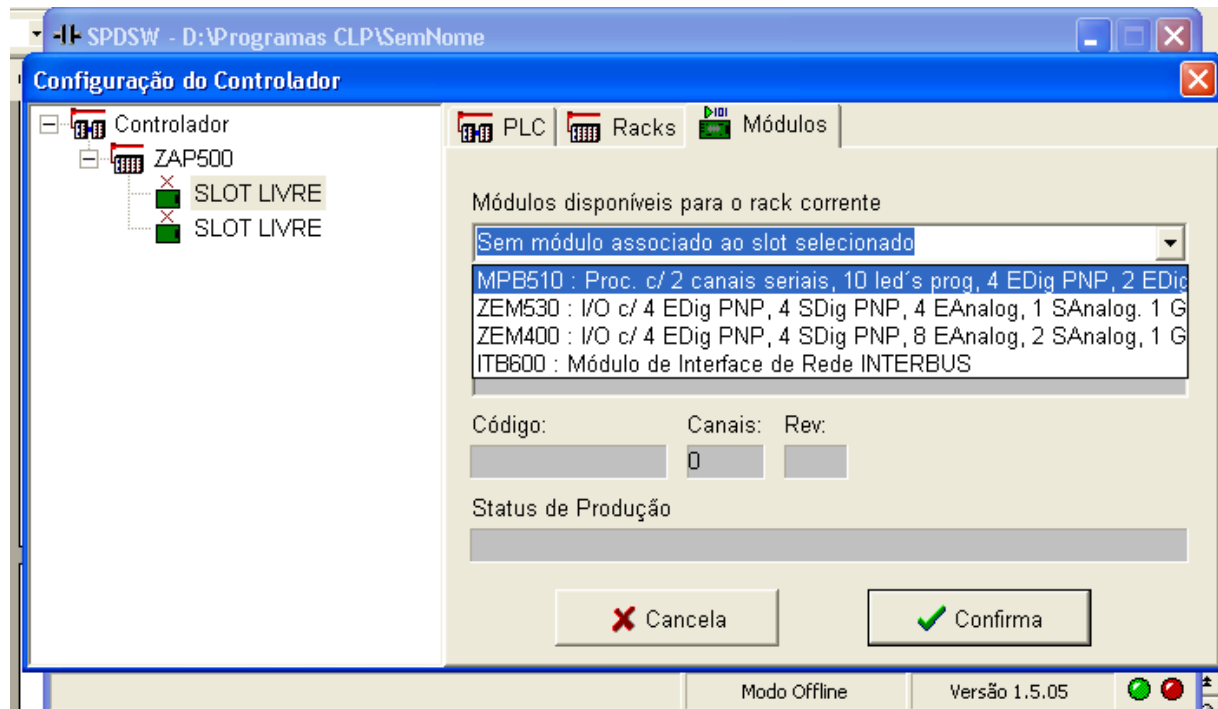 SPDSW - D:\Programas CLP\SemNome
Configuração do Controlador
Controlador
ZAP500
SLOT LIVRE
SLOT LIVRE
PLC Racks Módulos
Módulos disponíveis para o rack corrente
Sem módulo associado ao slot selecionado
MPB510 : Proc. c/ 2 canais seriais, 10 led´s prog, 4 EDig PNP, 2 EDig
ZEM530 : I/O c/ 4 EDig PNP, 4 SDig PNP, 4 EAnalog, 1 SAnalog. 1 G
ZEM400 : I/O c/ 4 EDig PNP, 4 SDig PNP, 8 EAnalog, 2 SAnalog, 1 G
ITB600 : Módulo de Interface de Rede INTERBUS
Código: Canais: Rev:
0
Status de Produção
Cancela Confirma
Modo Offline Versão 1.5.05